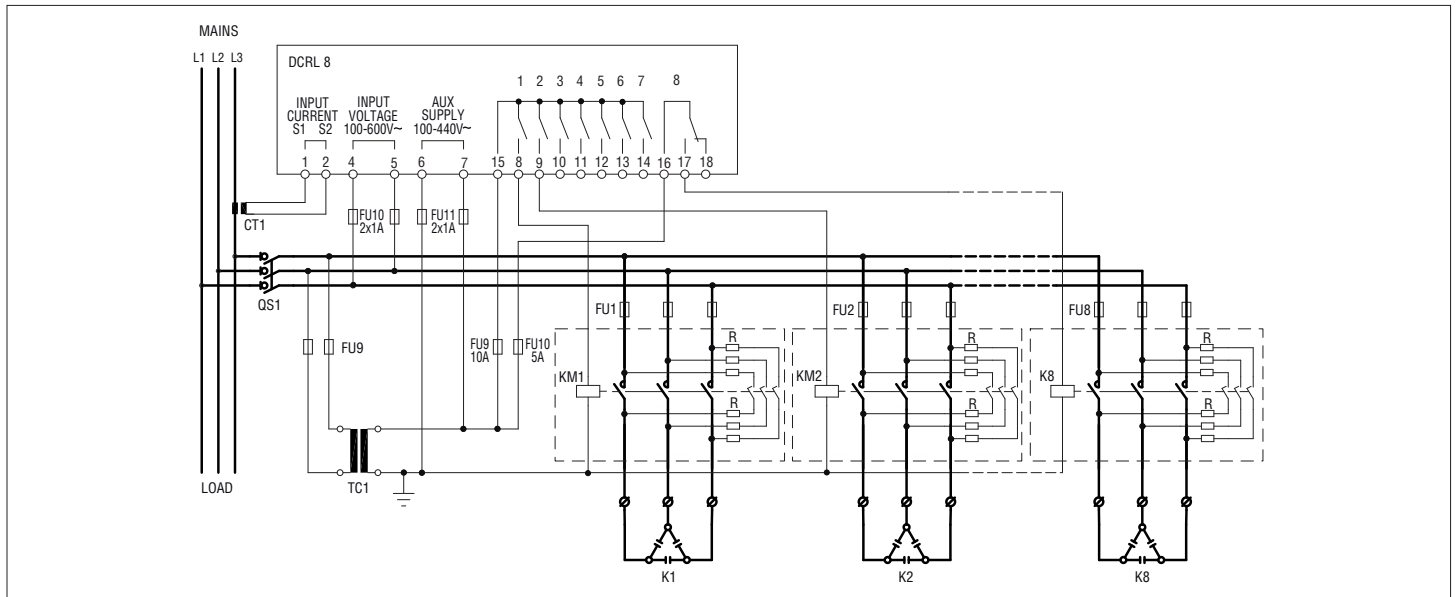 MAINS
L1 L2 L3
DCRL 8
INPUT
CURRENT
S1 S2
INPUT
VOLTAGE
100-600V~
AUX
SUPPLY
100-440V~
1 2 3 4 5 6 7 8
1 2 4 5 6 7 15 8 9 10 11 12 13 14 16 17 18
CT1
FU10
2x1A
FU11
2x1A
QS1
FU9
FU9
10A
FU10
5A
FU1
FU2
FU8
R
R
R
KM1
KM2
K8
R
R
R
LOAD
TC1
K1
K2
K8